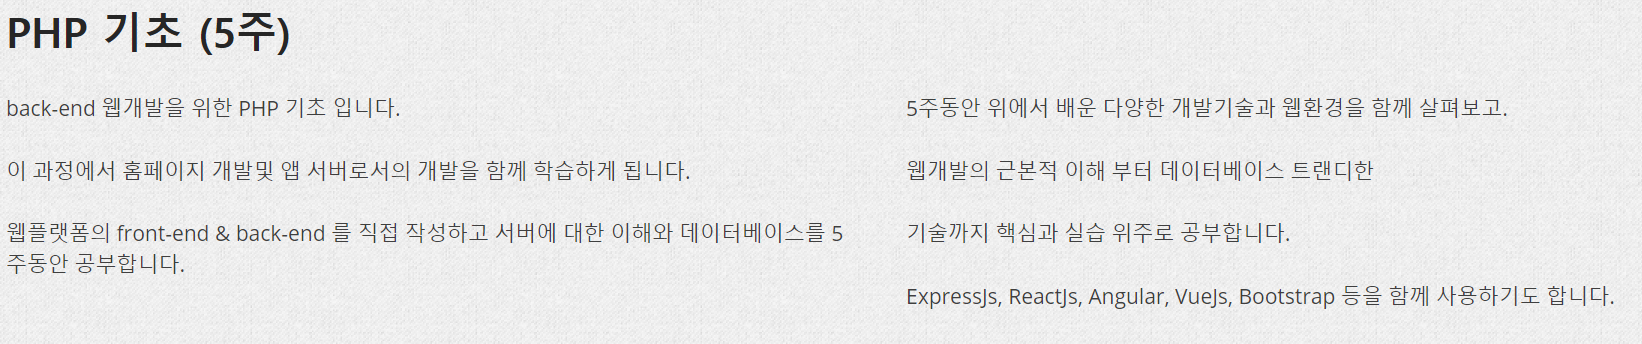 PHP 기초 (5주)
back-end 웹개발을 위한 PHP 기초 입니다.
이 과정에서 홈페이지 개발및 앱 서버로서의 개발을 함께 학습하게 됩니다.
웹플랫폼의 front-end & back-end 를 직접 작성하고 서버에 대한 이해와 데이터베이스를 5
주동안 공부합니다.
5주동안 위에서 배운 다양한 개발기술과 웹환경을 함께 살펴보고.
웹개발의 근본적 이해 부터 데이터베이스 트랜디한
기술까지 핵심과 실습 위주로 공부합니다.
ExpressJs, ReactJs, Angular, VueJs, Bootstrap 등을 함께 사용하기도 합니다.